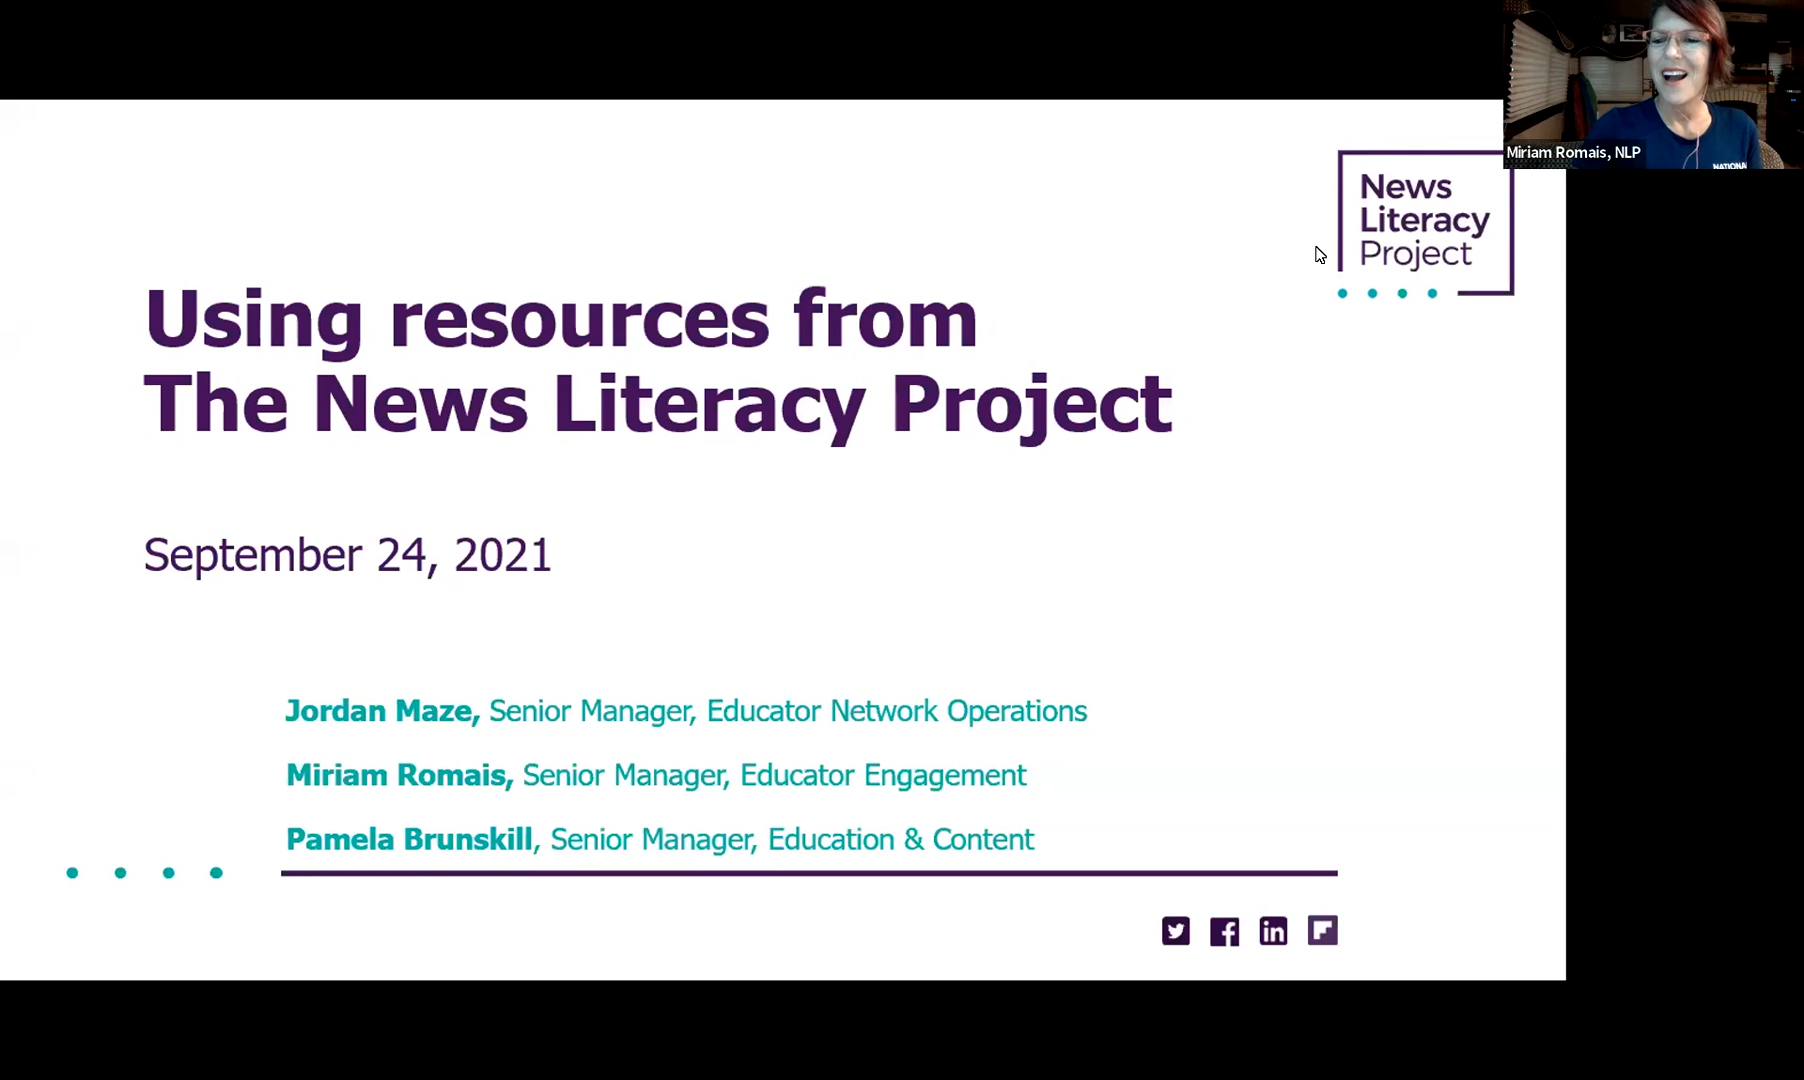 Miriam Romais, NLP
NATIONA
News
Literacy
Project
Using resources from
The News Literacy Project
September 24, 2021
Jordan Maze, Senior Manager, Educator Network Operations
Miriam Romais, Senior Manager, Educator Engagement
Pamela Brunskill, Senior Manager, Education & Content